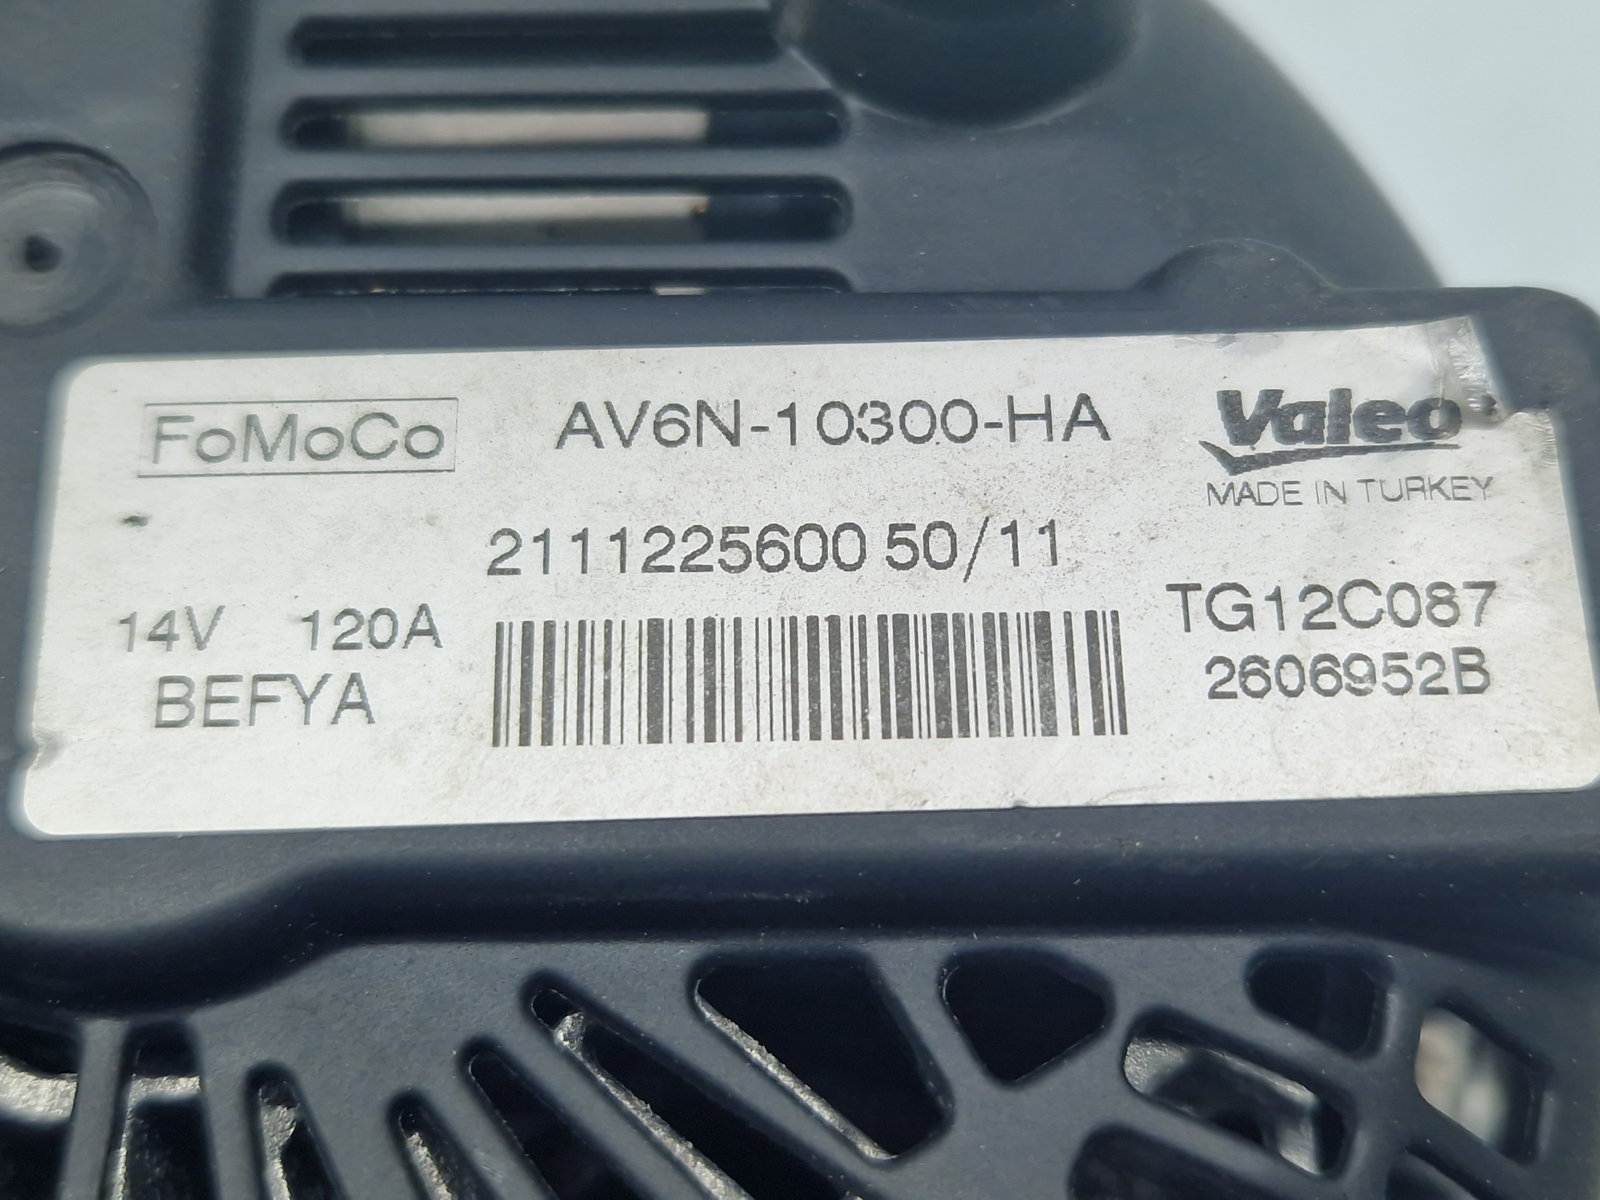 FoMoCo AV6N-10300-HA Valeo
MADE IN TURKEY
2111225600 50/11
14V 120A TG12C087
BEFYA 2606952B